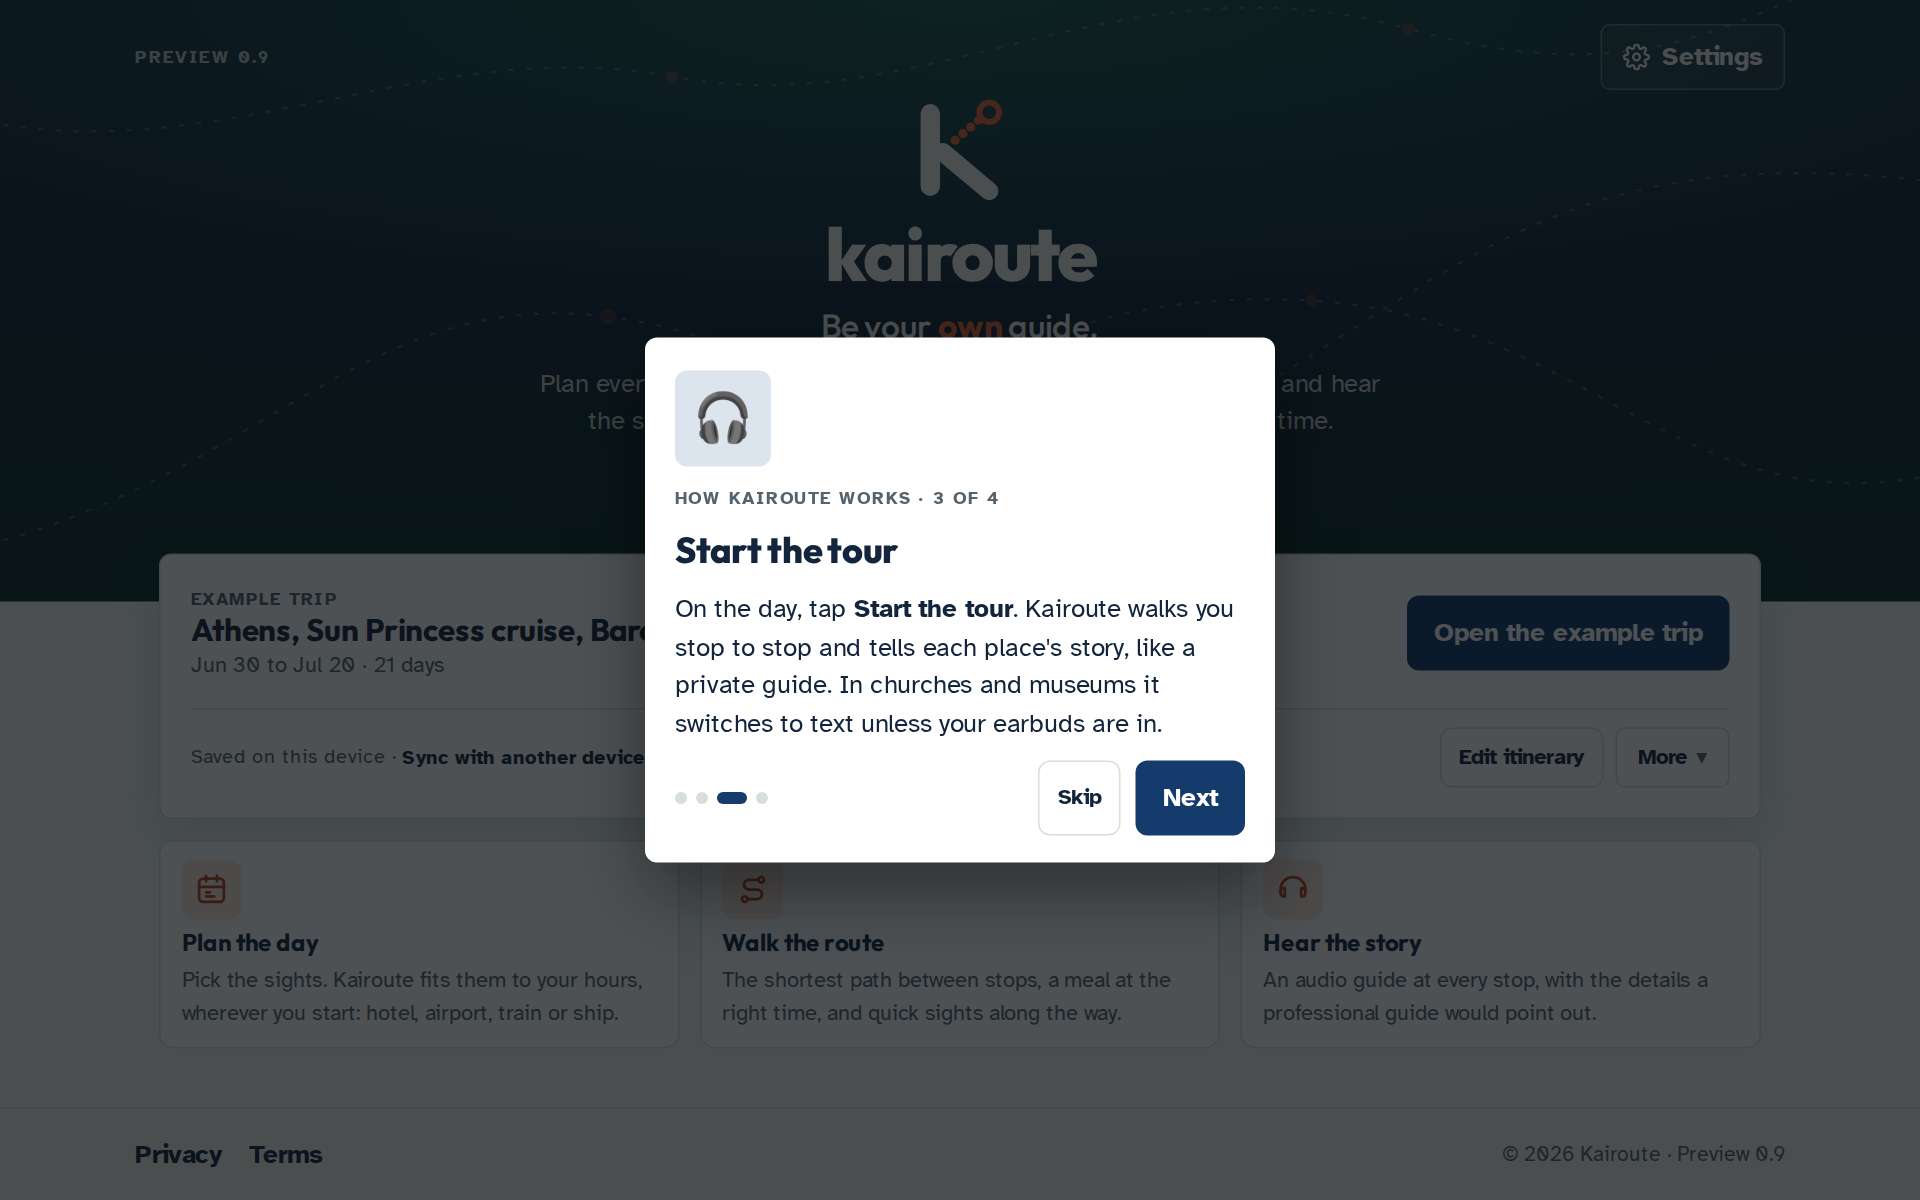 PREVIEW 0.9
Settings
kairoute
Be your own guide.
Plan ever
and hear
the s
time.
HOW KAIROUTE WORKS · 3 OF 4
Start the tour
On the day, tap Start the tour. Kairoute walks you
stop to stop and tells each place's story, like a
private guide. In churches and museums it
switches to text unless your earbuds are in.
Skip
Next
EXAMPLE TRIP
Athens, Sun Princess cruise,
Jun 30 to Jul 20 · 21 days
Open the example trip
Saved on this device · Sync with another device
Edit itinerary
More ▾
Plan the day
Pick the sights. Kairoute fits them to your hours,
wherever you start: hotel, airport, train or ship.
Walk the route
The shortest path between stops, a meal at the
right time, and quick sights along the way.
Hear the story
An audio guide at every stop, with the details a
professional guide would point out.
Privacy
Terms
© 2026 Kairoute · Preview 0.9